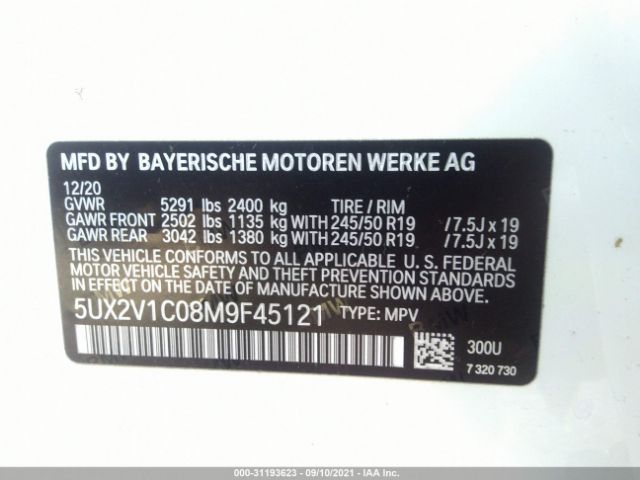 MFD BY BAYERISCHE MOTOREN WERKE AG
12/20
GVWR 5291 lbs 2400 kg TIRE / RIM
GAWR FRONT 2502 lbs 1135 kg WITH 245/50 R19 /7.5J x 19
GAWR REAR 3042 lbs 1380 kg WITH 245/50 R19 /7.5J x 19
THIS VEHICLE CONFORMS TO ALL APPLICABLE U. S. FEDERAL
MOTOR VEHICLE SAFETY AND THEFT PREVENTION STANDARDS
IN EFFECT ON THE DATE OF MANUFACTURE SHOWN ABOVE.
5UX2V1C08M9F45121 TYPE: MPV
300U
7 320 730
000-31193623 - 09/10/2021 - IAAI.COM